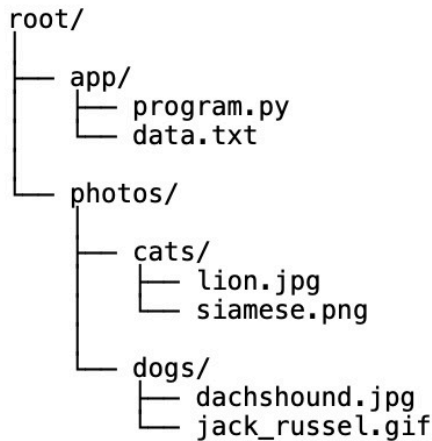 root/
app/
program.py
data.txt
photos/
cats/
lion.jpg
siamese.png
dogs/
dachshound.jpg
jack_russel.gif